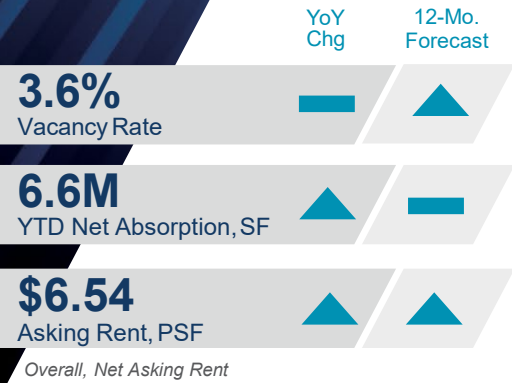 YoY
Chg
12-Mo.
Forecast
3.6%
Vacancy Rate
6.6M
YTD Net Absorption, SF
$6.54
Asking Rent, PSF
Overall, Net Asking Rent